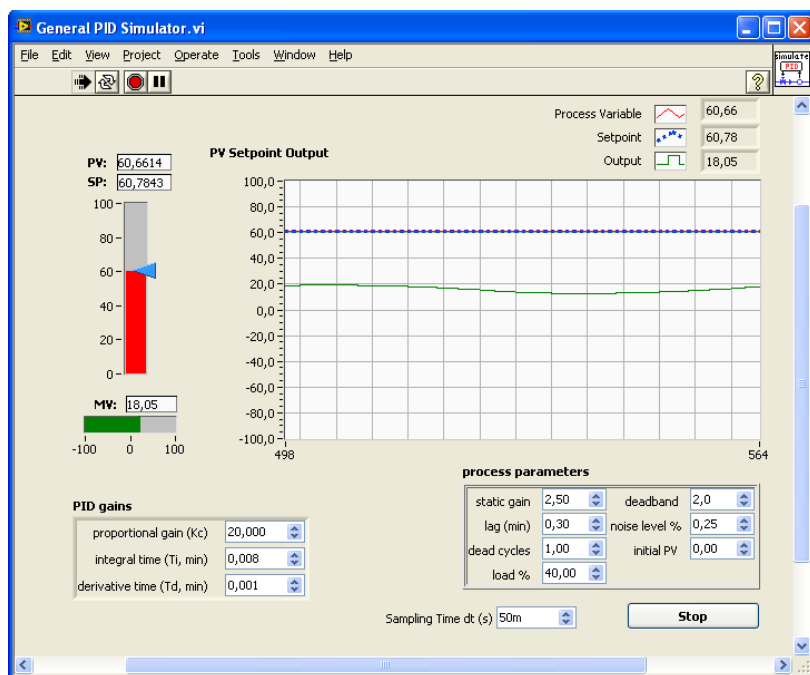 General PID Simulator.vi
File Edit View Project Operate Tools Window Help
simulate
PID
Process Variable 60,66
Setpoint 60,78
Output 18,05
PV: 60,6614
SP: 60,7843
PV Setpoint Output
100
80
60
40
20
0
MV: 18,05
-100 0 100
100,0
80,0
60,0
40,0
20,0
0,0
-20,0
-40,0
-60,0
-80,0
-100,0
498 564
process parameters
static gain 2,50 deadband 2,0
lag (min) 0,30 noise level % 0,25
dead cycles 1,00 initial PV 0,00
load % 40,00
PID gains
proportional gain (Kc) 20,000
integral time (Ti, min) 0,008
derivative time (Td, min) 0,001
Sampling Time dt (s) 50m
Stop